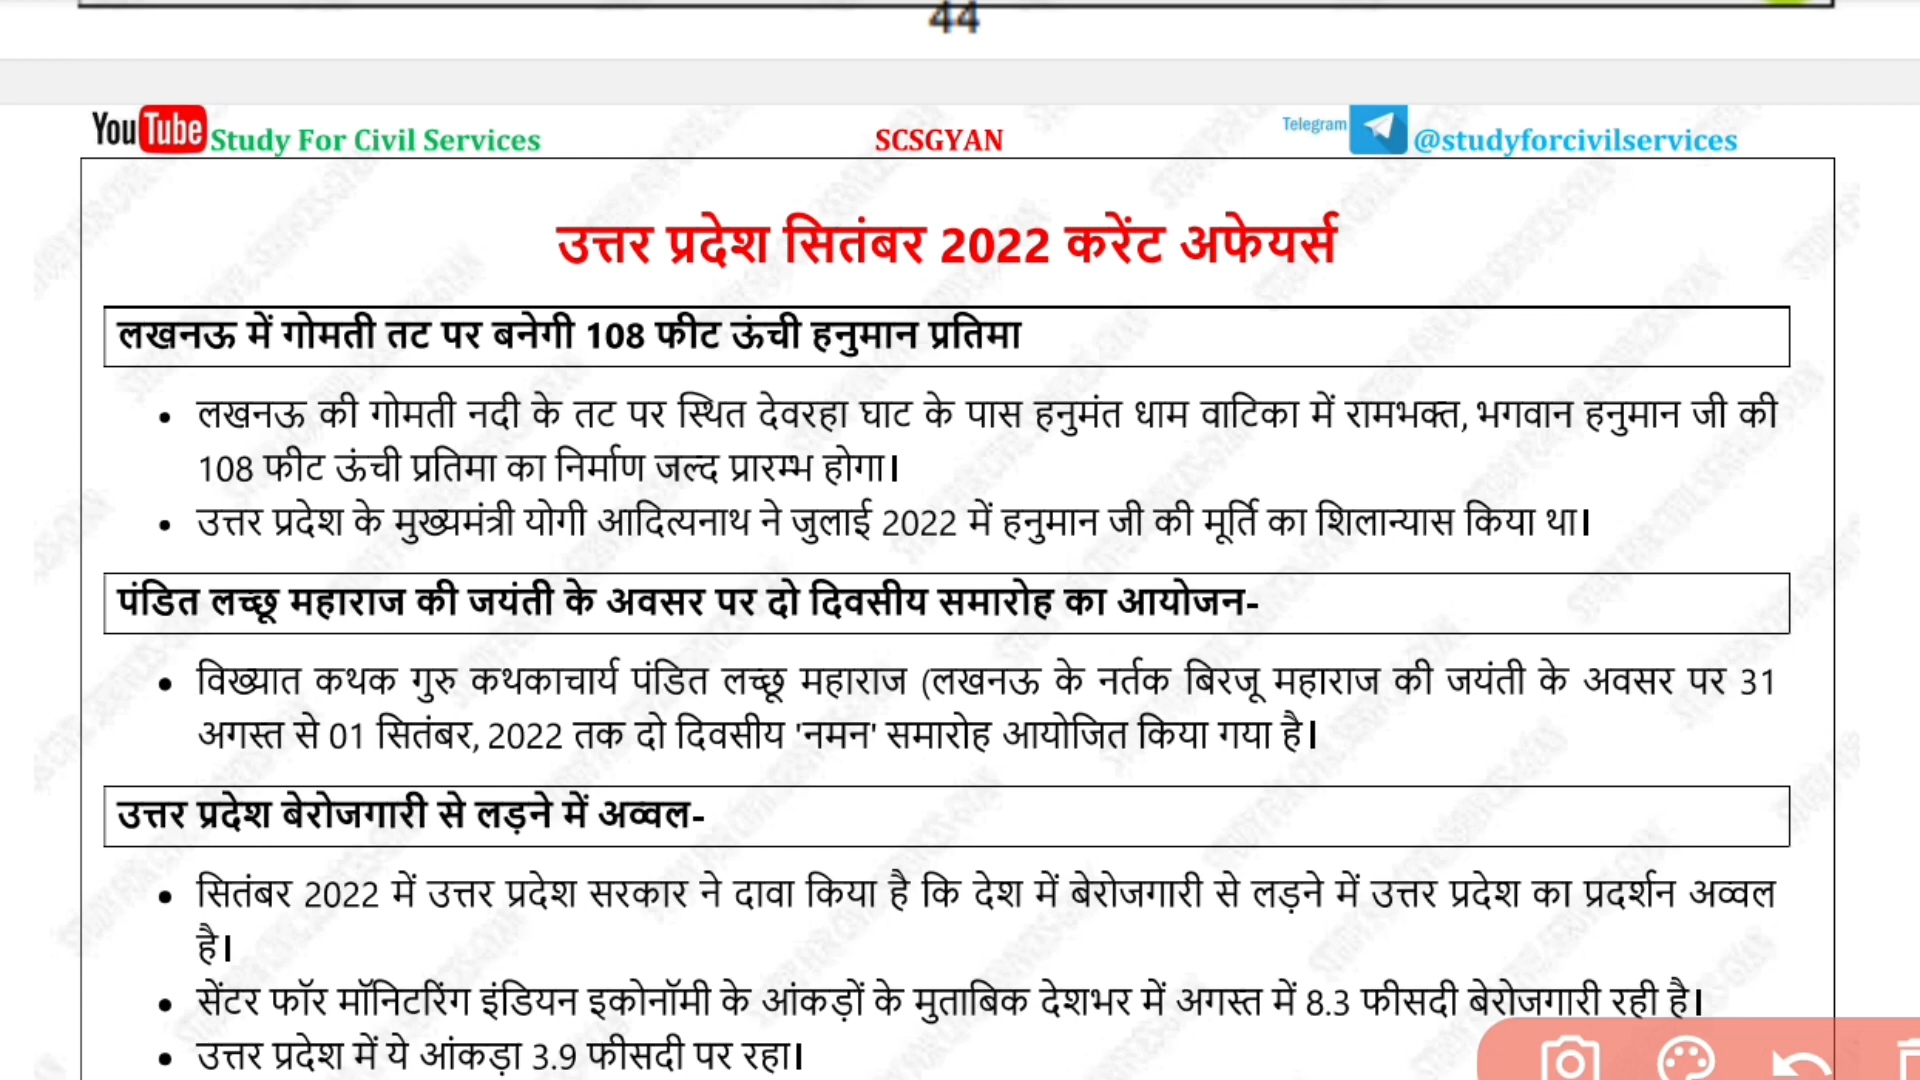 44
YouTube Study For Civil Services SCSGYAN Telegram @studyforcivilservices
उत्तर प्रदेश सितंबर 2022 करेंट अफेयर्स
लखनऊ में गोमती तट पर बनेगी 108 फीट ऊंची हनुमान प्रतिमा
• लखनऊ की गोमती नदी के तट पर स्थित देवरहा घाट के पास हनुमंत धाम वाटिका में रामभक्त, भगवान हनुमान जी की
108 फीट ऊंची प्रतिमा का निर्माण जल्द प्रारम्भ होगा।
• उत्तर प्रदेश के मुख्यमंत्री योगी आदित्यनाथ ने जुलाई 2022 में हनुमान जी की मूर्ति का शिलान्यास किया था।
पंडित लच्छू महाराज की जयंती के अवसर पर दो दिवसीय समारोह का आयोजन-
• विख्यात कथक गुरु कथकाचार्य पंडित लच्छू महाराज (लखनऊ के नर्तक बिरजू महाराज की जयंती के अवसर पर 31
अगस्त से 01 सितंबर, 2022 तक दो दिवसीय 'नमन' समारोह आयोजित किया गया है।
उत्तर प्रदेश बेरोजगारी से लड़ने में अव्वल-
• सितंबर 2022 में उत्तर प्रदेश सरकार ने दावा किया है कि देश में बेरोजगारी से लड़ने में उत्तर प्रदेश का प्रदर्शन अव्वल
है।
• सेंटर फॉर मॉनिटरिंग इंडियन इकोनॉमी के आंकड़ों के मुताबिक देशभर में अगस्त में 8.3 फीसदी बेरोजगारी रही है।
• उत्तर प्रदेश में ये आंकड़ा 3.9 फीसदी पर रहा।